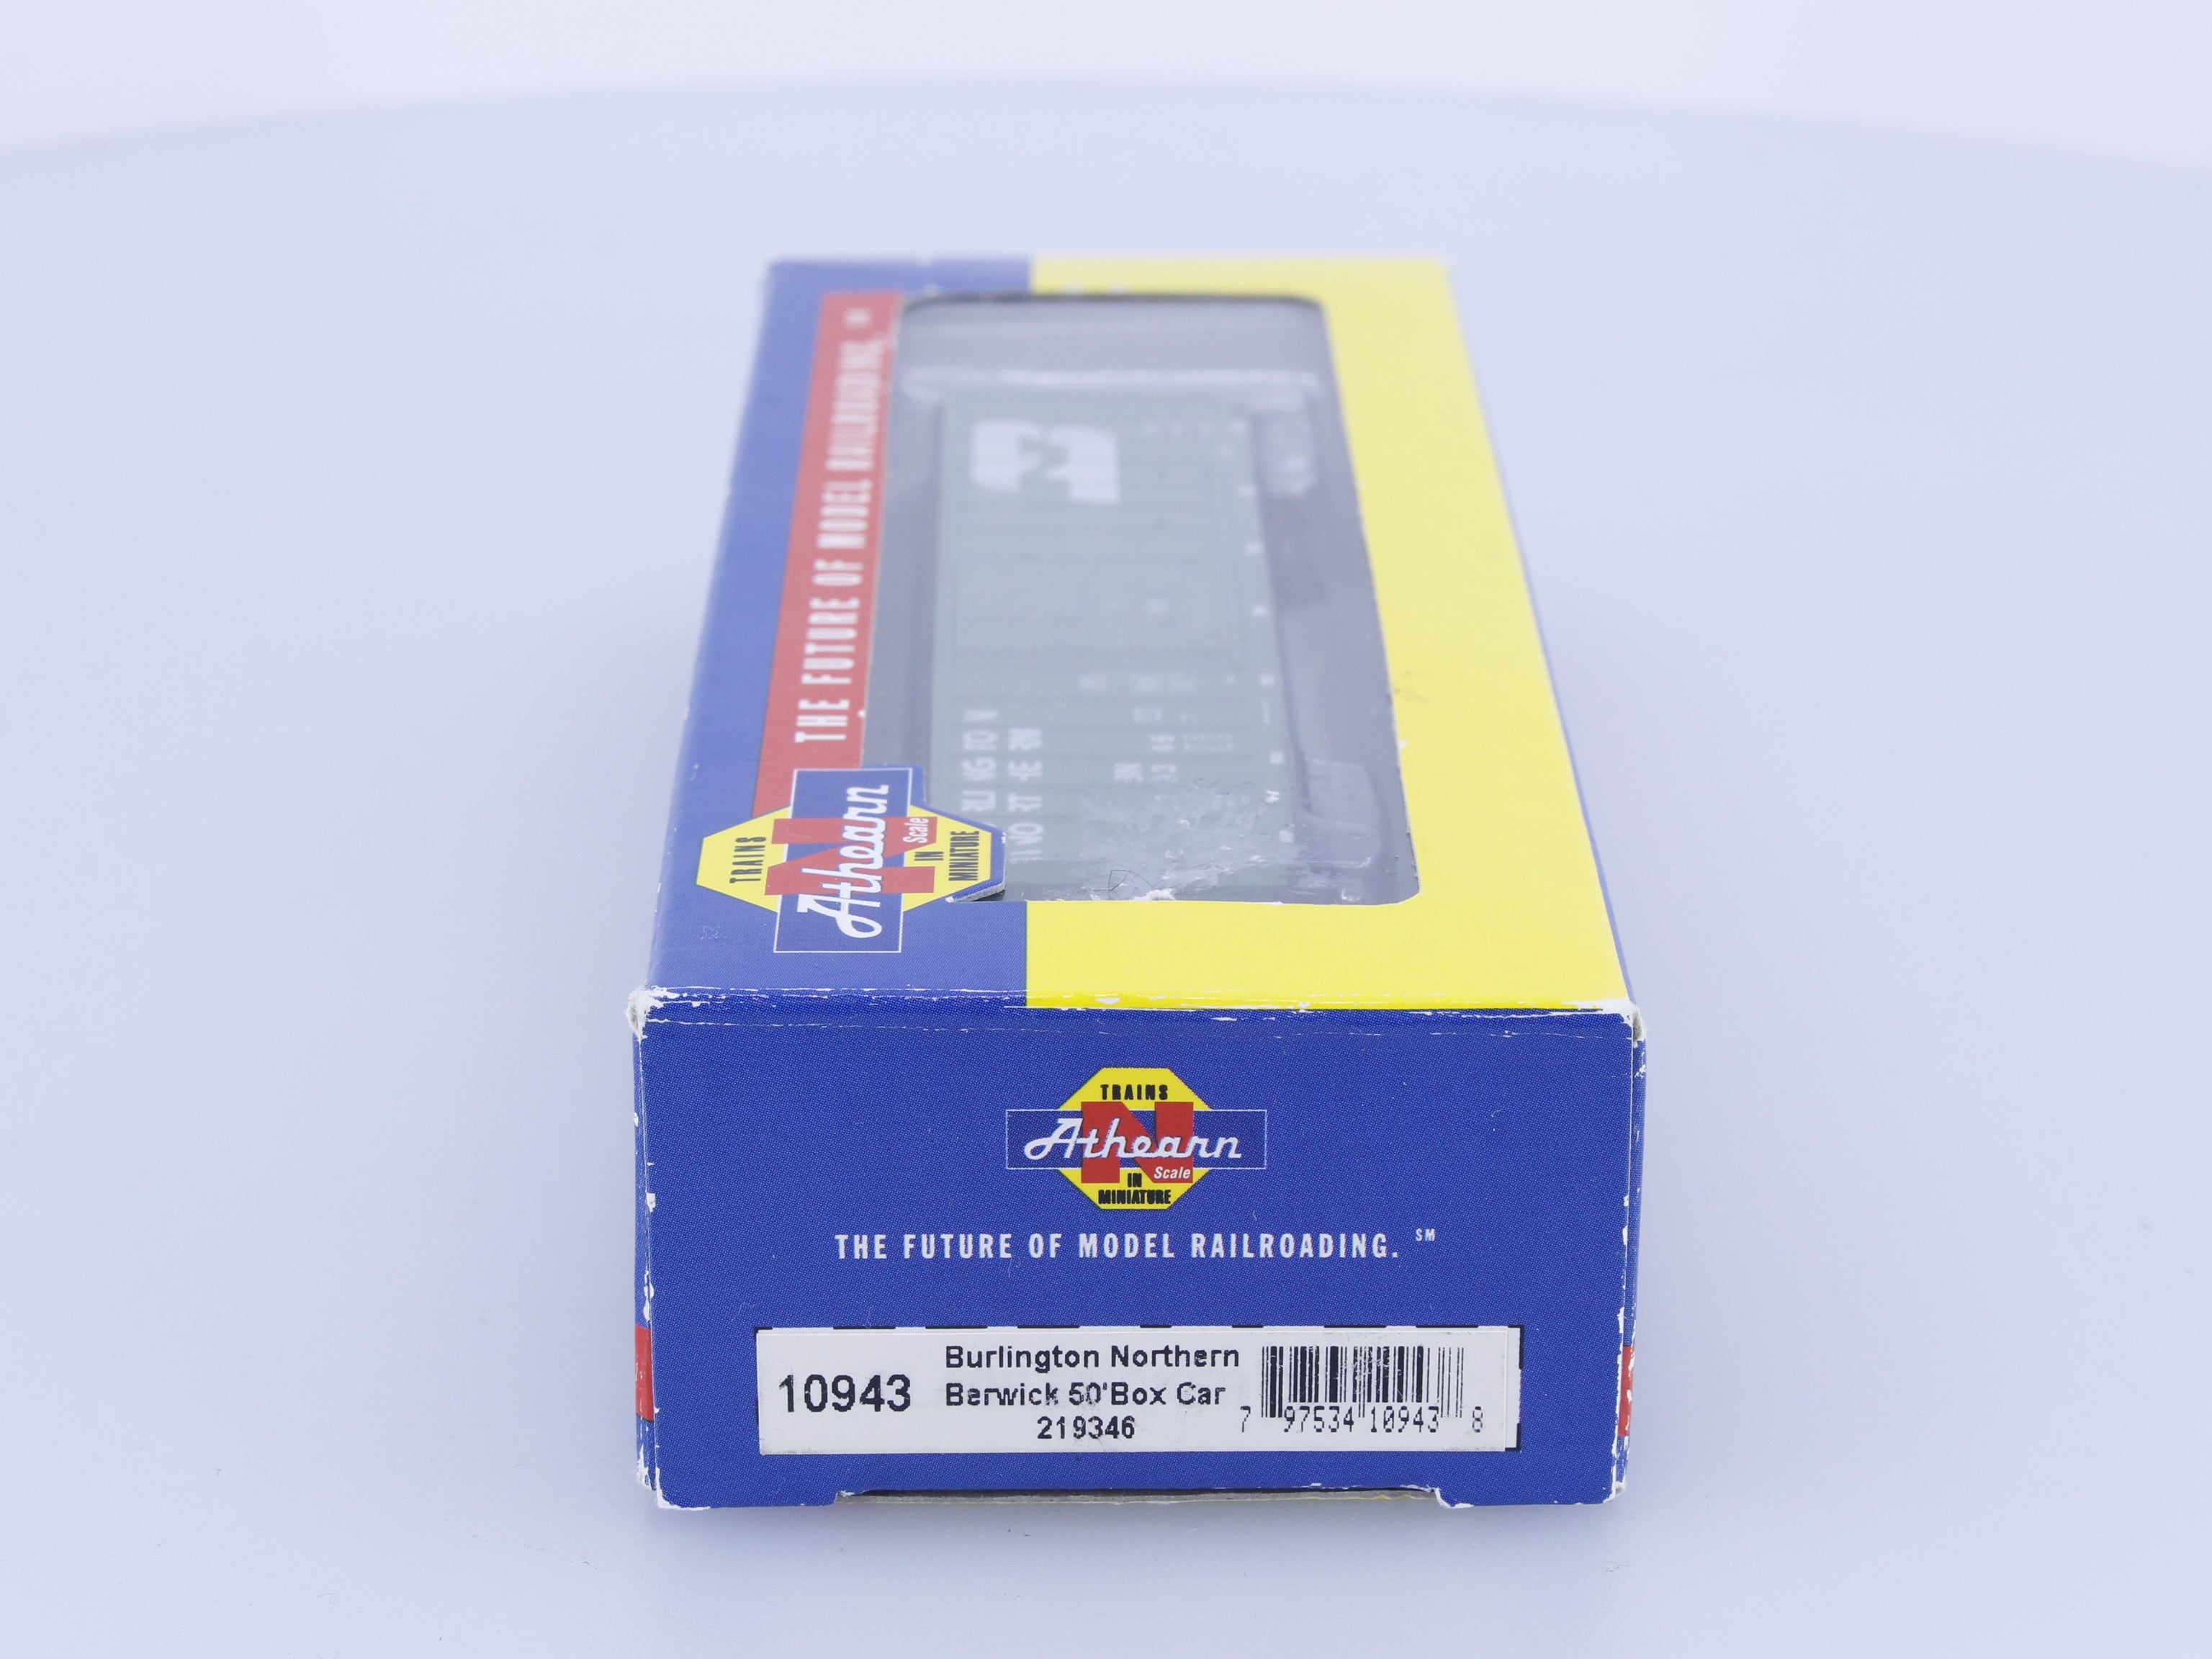 THE FUTURE OF MODEL RAILROADING. SM
TRAINS
Athearn
N Scale
IN
MINIATURE
TRAINS
Athearn
N Scale
IN
MINIATURE
THE FUTURE OF MODEL RAILROADING. SM
10943
Burlington Northern
Berwick 50'Box Car
219346
7 97534 10943 8